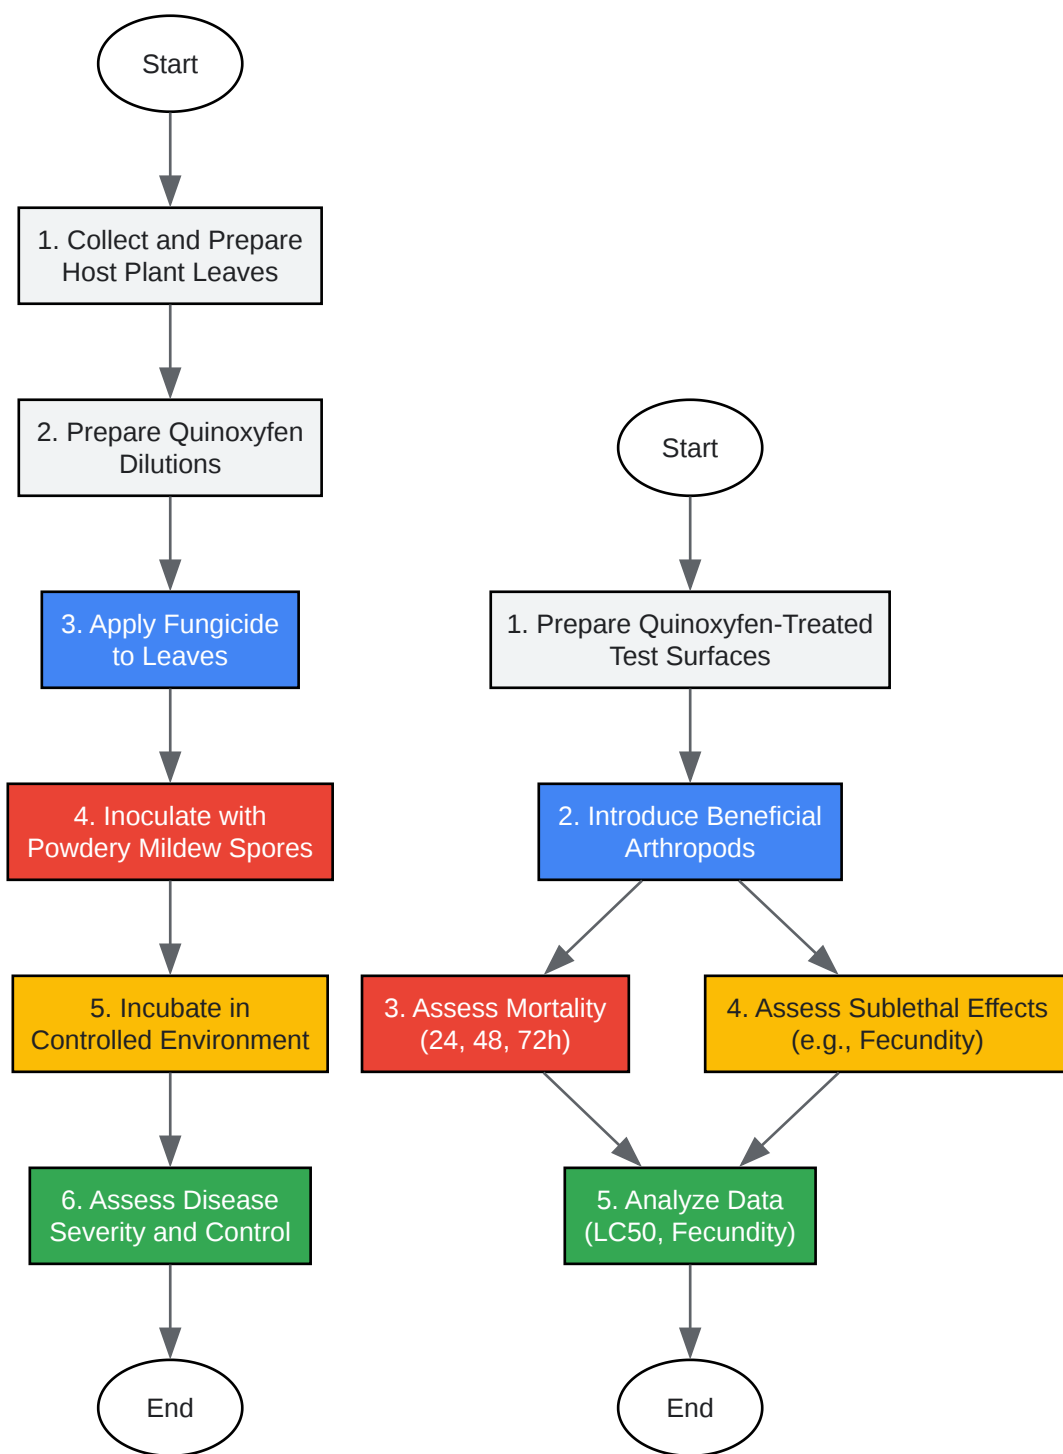 Start
1. Collect and Prepare
Host Plant Leaves
2. Prepare Quinoxyfen
Dilutions
3. Apply Fungicide
to Leaves
4. Inoculate with
Powdery Mildew Spores
5. Incubate in
Controlled Environment
6. Assess Disease
Severity and Control
End
Start
1. Prepare Quinoxyfen-Treated
Test Surfaces
2. Introduce Beneficial
Arthropods
3. Assess Mortality
(24, 48, 72h)
4. Assess Sublethal Effects
(e.g., Fecundity)
5. Analyze Data
(LC50, Fecundity)
End